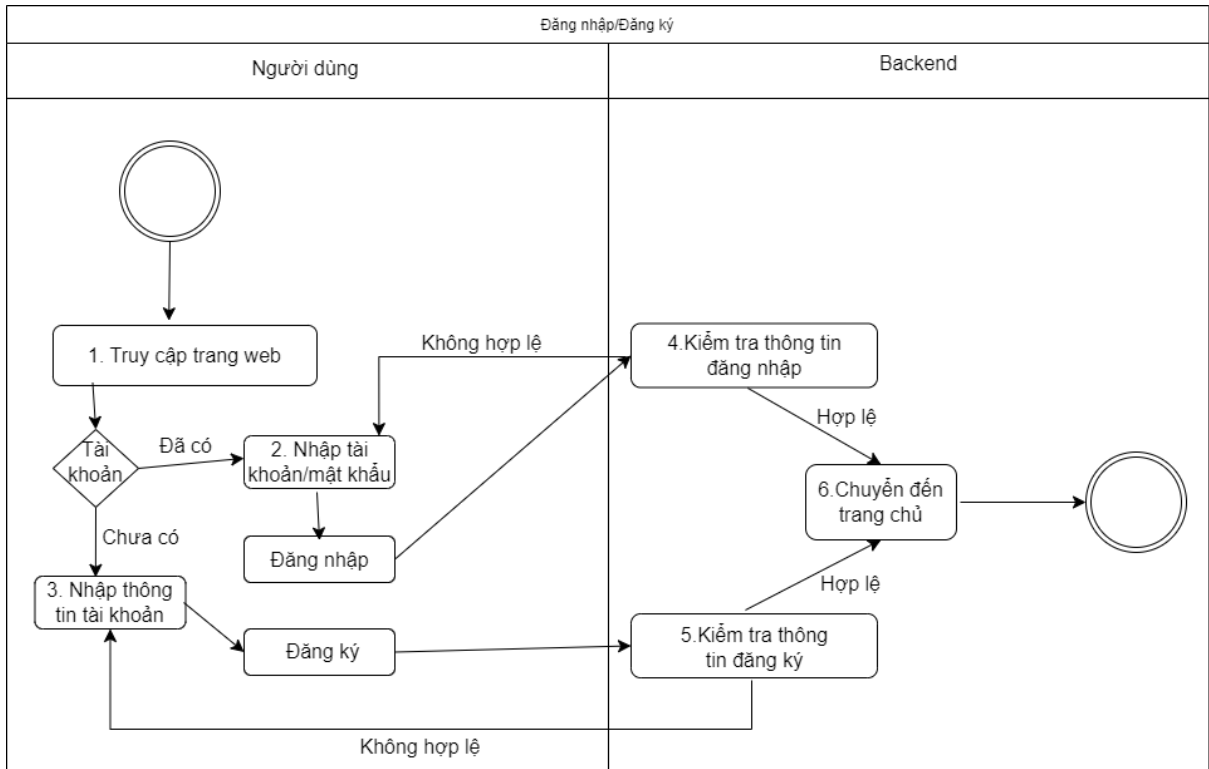 Đăng nhập/Đăng ký
Người dùng
Backend
1. Truy cập trang web
Không hợp lệ
4.Kiểm tra thông tin
đăng nhập
Hợp lệ
Tài
khoản
Đã có
2. Nhập tài
khoản/mật khẩu
6.Chuyển đến
trang chủ
Chưa có
Đăng nhập
3. Nhập thông
tin tài khoản
Hợp lệ
Đăng ký
5.Kiểm tra thông
tin đăng ký
Không hợp lệ